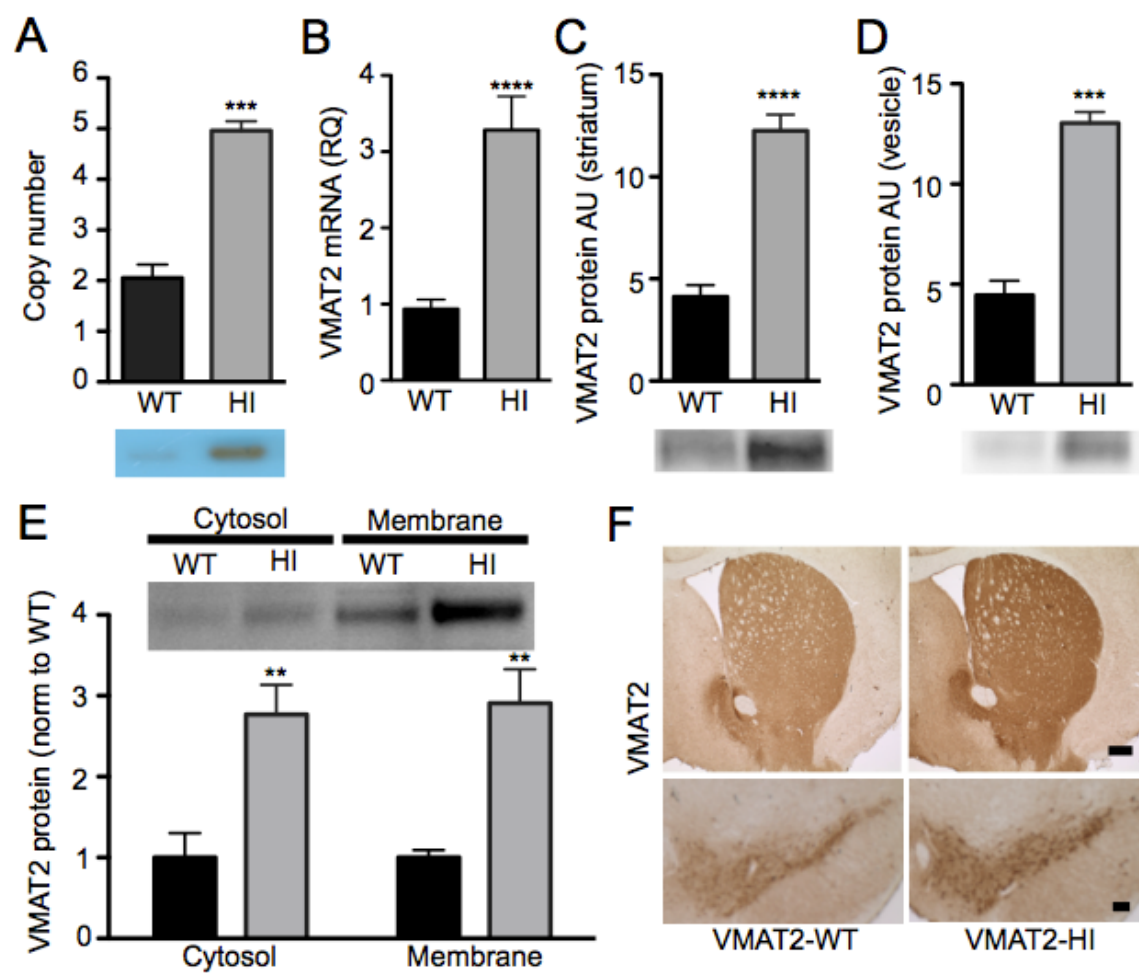 A
Copy number
6
5
4
3
2
1
0
***
WT
HI
B
VMAT2 mRNA (RQ)
4
3
2
1
0
****
WT
HI
C
VMAT2 protein AU (striatum)
15
10
5
0
****
WT
HI
D
VMAT2 protein AU (vesicle)
15
10
5
0
***
WT
HI
E
Cytosol
Membrane
WT
HI
WT
HI
VMAT2 protein (norm to WT)
4
3
2
1
0
**
**
Cytosol
Membrane
F
VMAT2
VMAT2-WT
VMAT2-HI